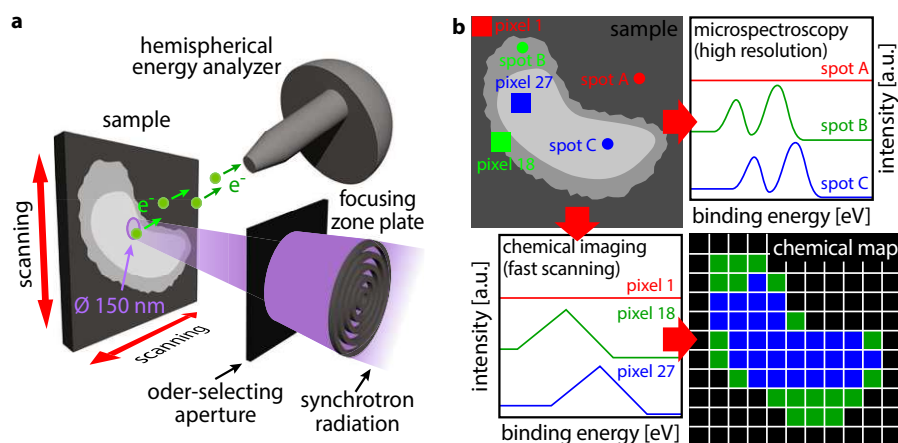 a
hemispherical
energy analyzer
sample
scanning
e-
e-
focusing
zone plate
Ø 150 nm
scanning
oder-selecting
aperture
synchrotron
radiation
b
pixel 1
sample
spot B
pixel 27
spot A
pixel 18
spot C
microspectroscopy
(high resolution)
spot A
spot B
spot C
intensity [a.u.]
binding energy [eV]
chemical imaging
(fast scanning)
pixel 1
pixel 18
pixel 27
intensity [a.u.]
binding energy [eV]
chemical map